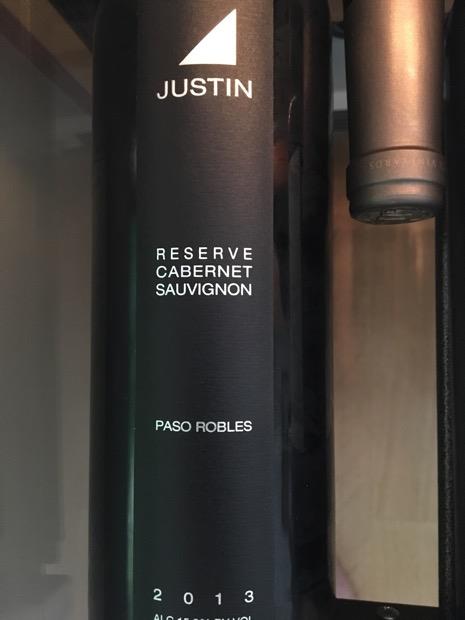 JUSTIN
RESERVE
CABERNET
SAUVIGNON
PASO ROBLES
2 0 1 3